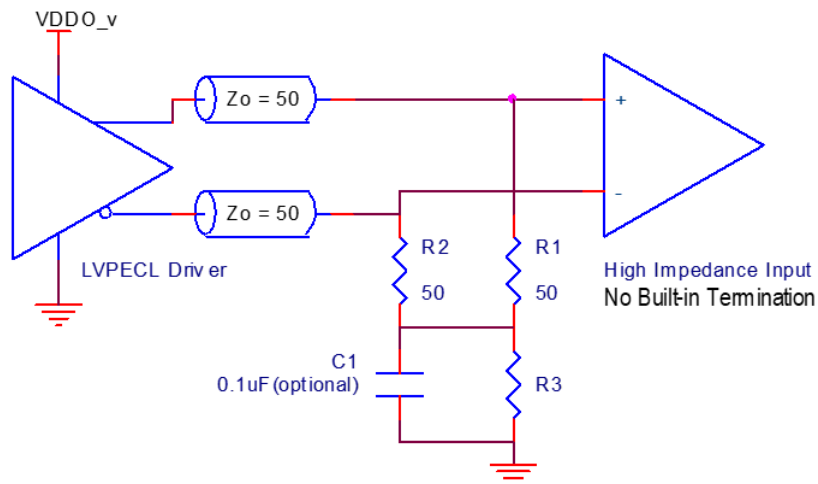 VDDO_v
Zo = 50
+
Zo = 50
-
LVPECL Driver
R2
50
R1
50
High Impedance Input
No Built-in Termination
C1
0.1uF(optional)
R3